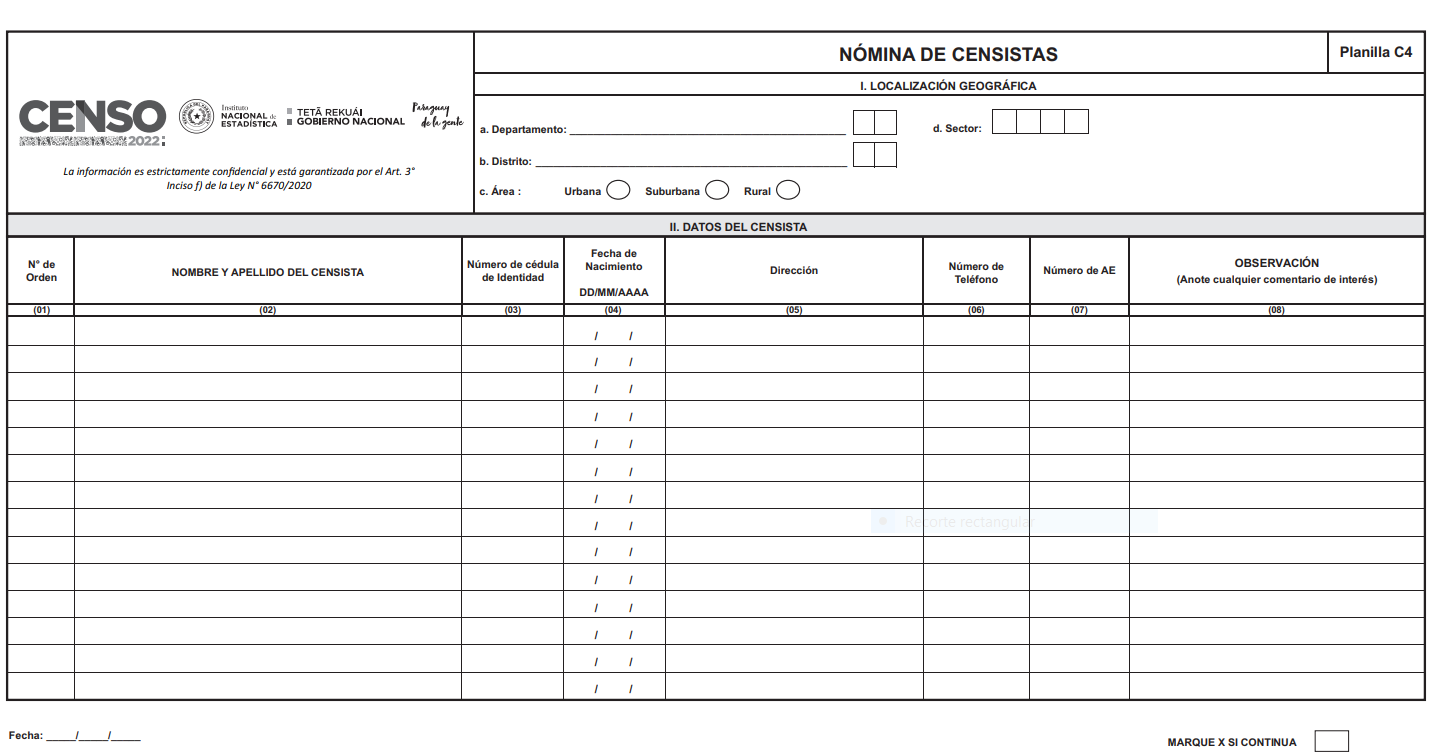 NÓMINA DE CENSISTAS
Planilla C4
I. LOCALIZACIÓN GEOGRÁFICA
CENSO
2022
Instituto
NACIONAL de
ESTADÍSTICA
TETÃ REKUÁI
GOBIERNO NACIONAL
Paraguay
de la gente
La información es estrictamente confidencial y está garantizada por el Art. 3°
Inciso f) de la Ley N° 6670/2020
a. Departamento:
d. Sector:
b. Distrito:
c. Área : Urbana Suburbana Rural
II. DATOS DEL CENSISTA
N° de
Orden
NOMBRE Y APELLIDO DEL CENSISTA
Número de cédula
de Identidad
Fecha de
Nacimiento
DD/MM/AAAA
Dirección
Número de
Teléfono
Número de AE
OBSERVACIÓN
(Anote cualquier comentario de interés)
(01) (02) (03) (04) (05) (06) (07) (08)
/ /
/ /
/ /
/ /
/ /
/ /
/ /
/ /
Recorte rectangular
/ /
/ /
/ /
/ /
/ /
/ /
Fecha: _____/_____/_____
MARQUE X SI CONTINUA